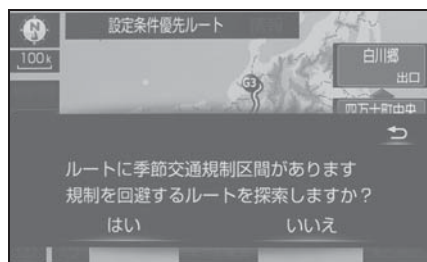 設定条件優先ルート
100k
白川郷
出口
G3
四万十町中央
ルートに季節交通規制区間があります
規制を回避するルートを探索しますか？
はい
いいえ